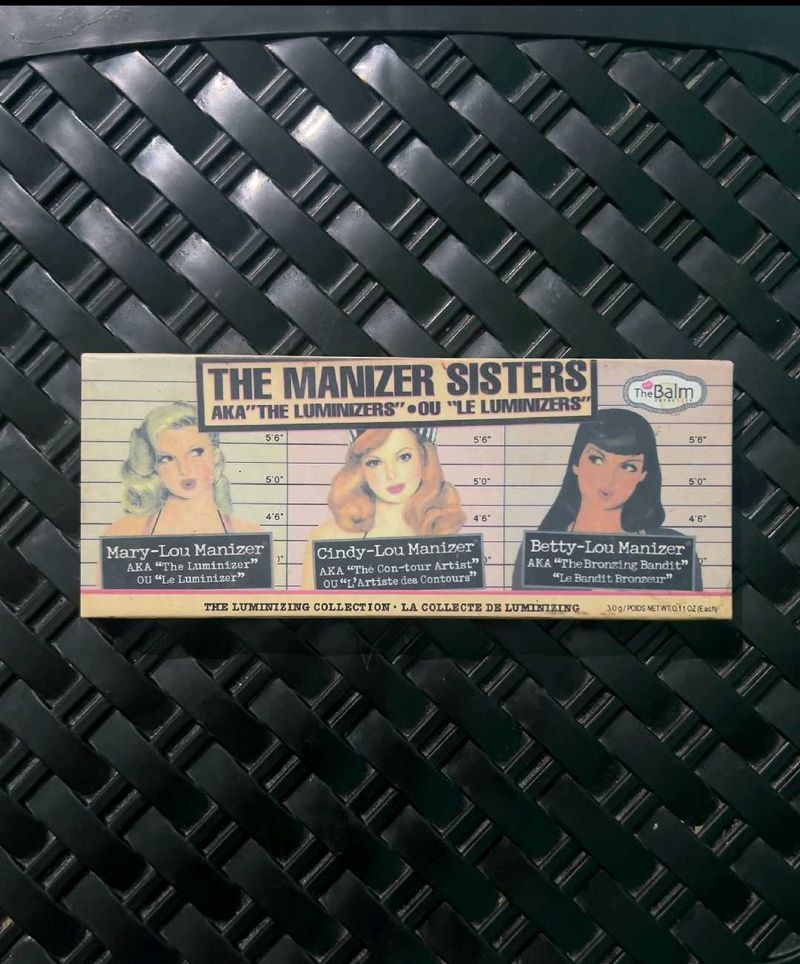 THE MANIZER SISTERS
AKA"THE LUMINIZERS"•OU "LE LUMINIZERS"
TheBalm
5'6"
5'0"
4'6"
5'6"
5'0"
4'6"
5'6"
5'0"
4'6"
Mary-Lou Manizer
AKA "The Luminizer"
OU "Le Luminizer"
Cindy-Lou Manizer
AKA "The Con-tour Artist"
OU "L'Artiste des Contours"
Betty-Lou Manizer
AKA "The Bronzing Bandit"
"Le Bandit Bronzeur"
THE LUMINIZING COLLECTION • LA COLLECTE DE LUMINIZING
3.0 g / POIDS NET WT. 0.11 OZ (Each)